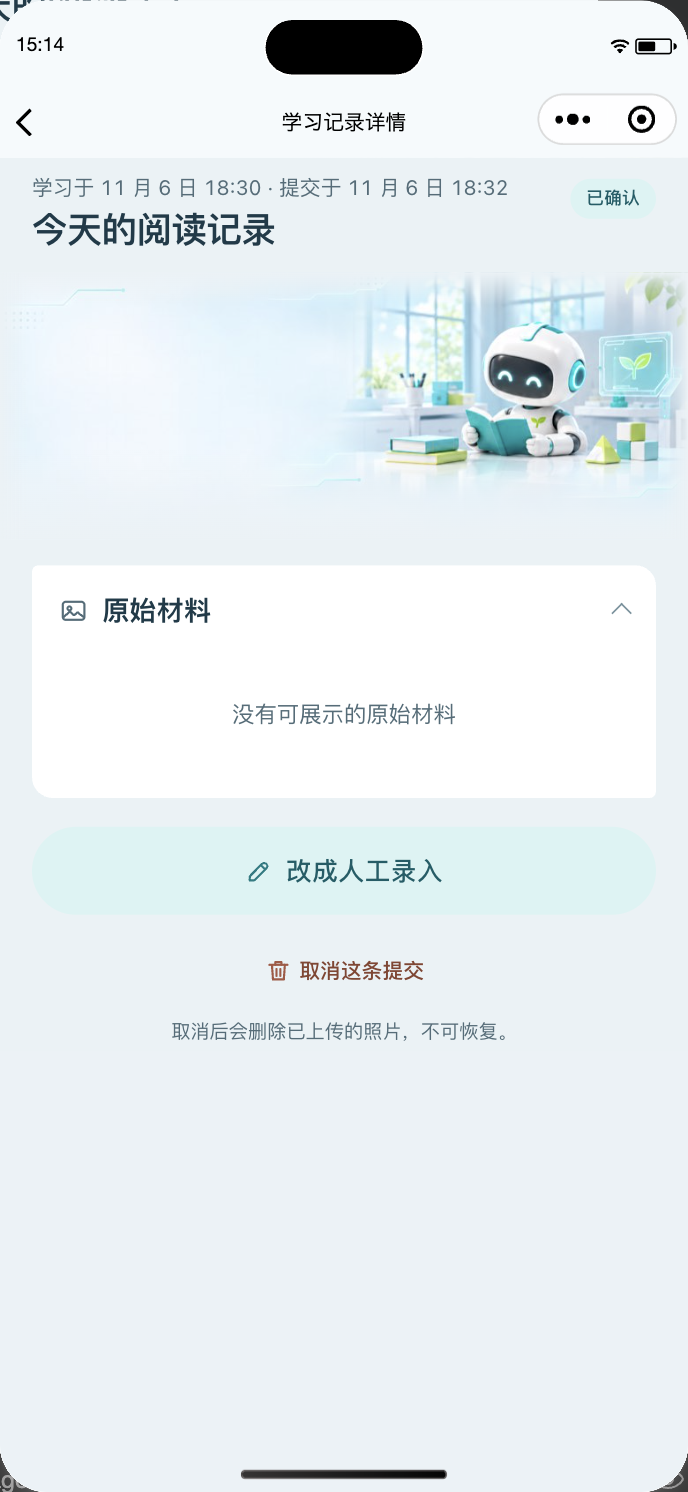 15:14
学习记录详情
学习于 11 月 6 日 18:30 · 提交于 11 月 6 日 18:32
已确认
今天的阅读记录
原始材料
没有可展示的原始材料
改成人工录入
取消这条提交
取消后会删除已上传的照片，不可恢复。